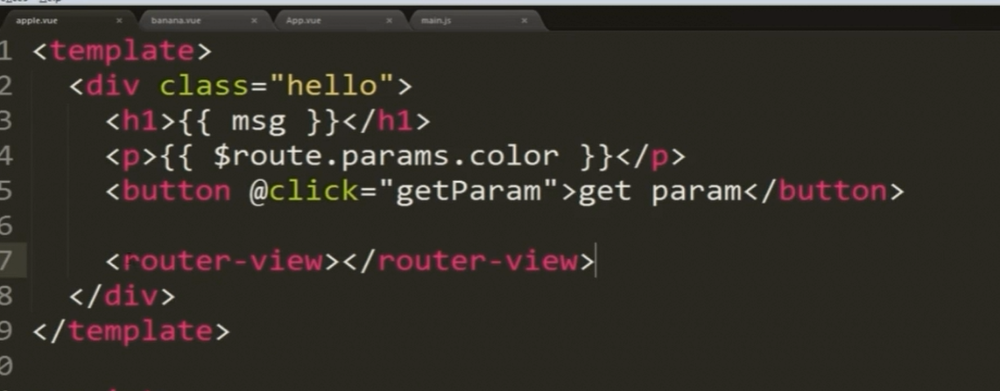 apple.vue × banana.vue × App.vue × main.js ×
1 <template>
2 <div class="hello">
3 <h1>{{ msg }}</h1>
4 <p>{{ $route.params.color }}</p>
5 <button @click="getParam">get param</button>
6
7 <router-view></router-view>
8 </div>
9 </template>
0